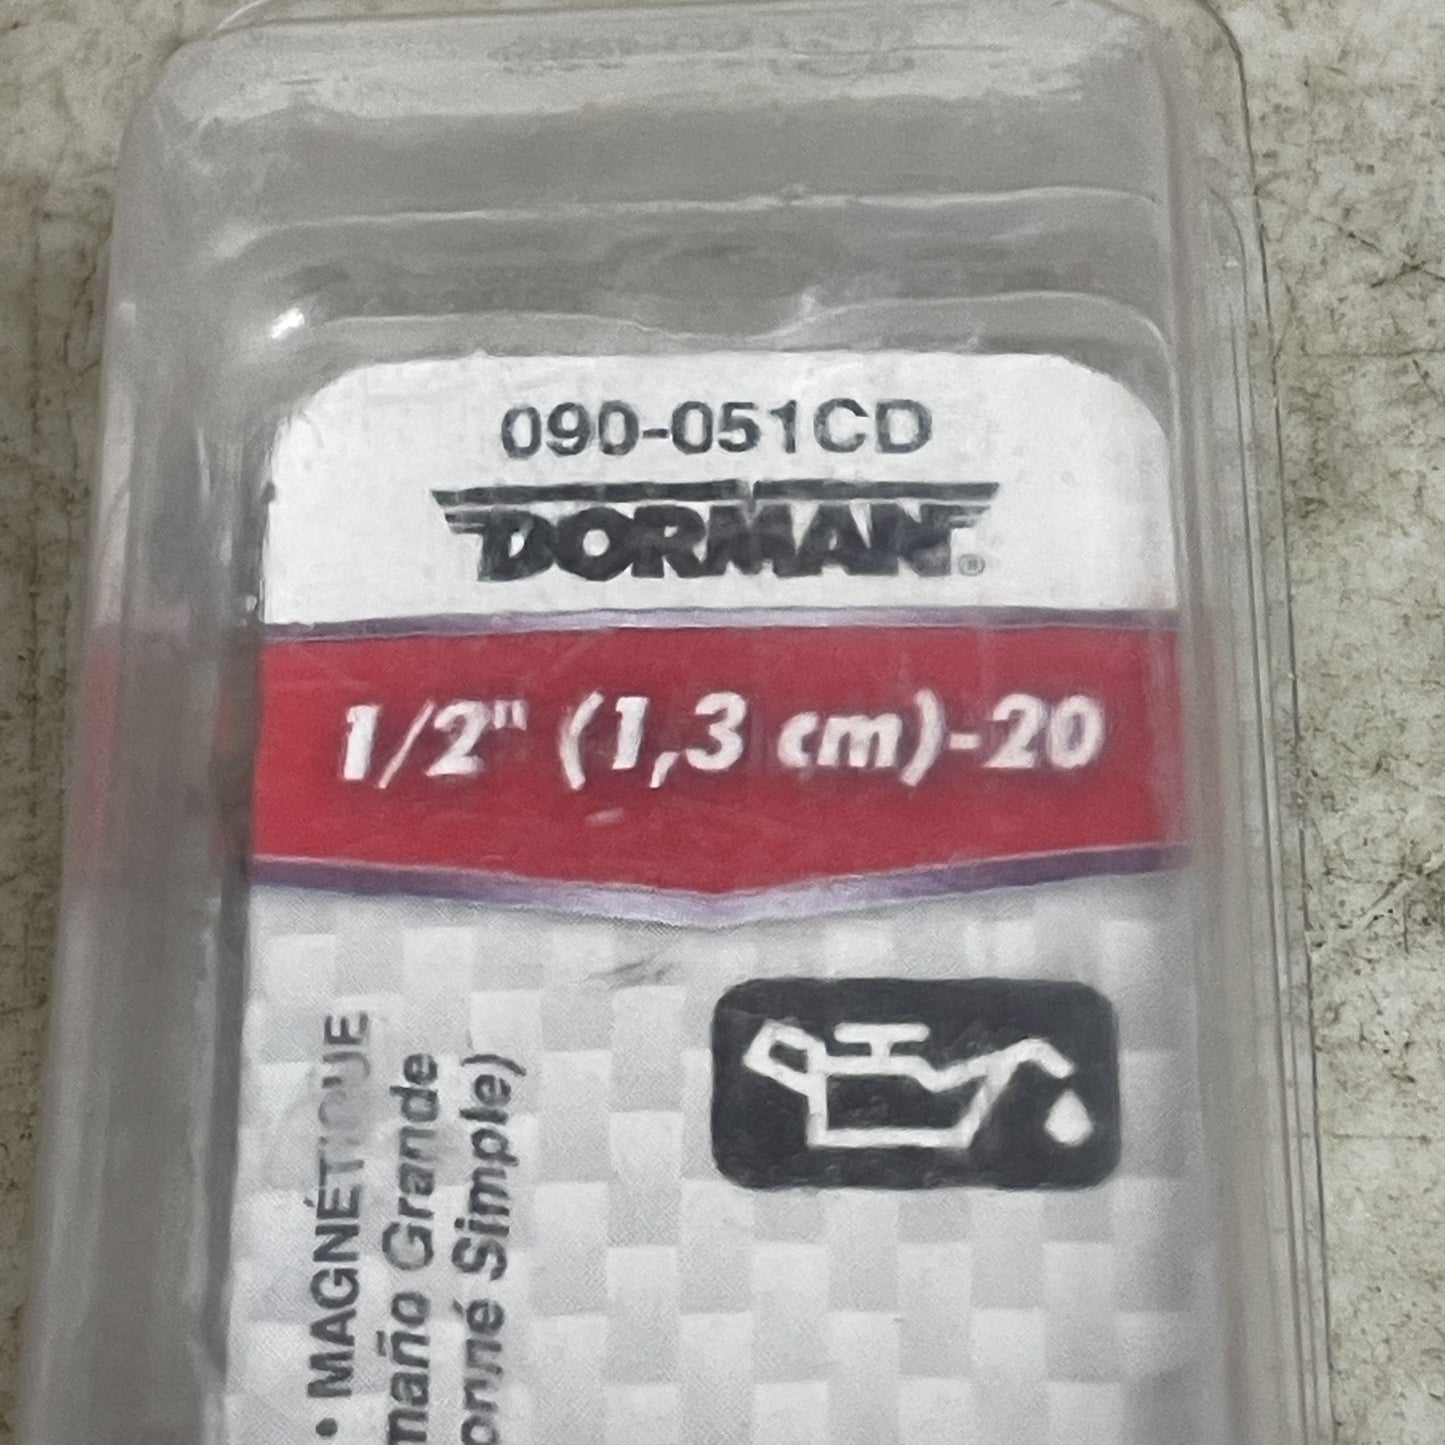 090-051CD
DORMAN®
1/2" (1,3 cm)-20
• MAGNÉTIQUE
maño Grande
onné Simple)